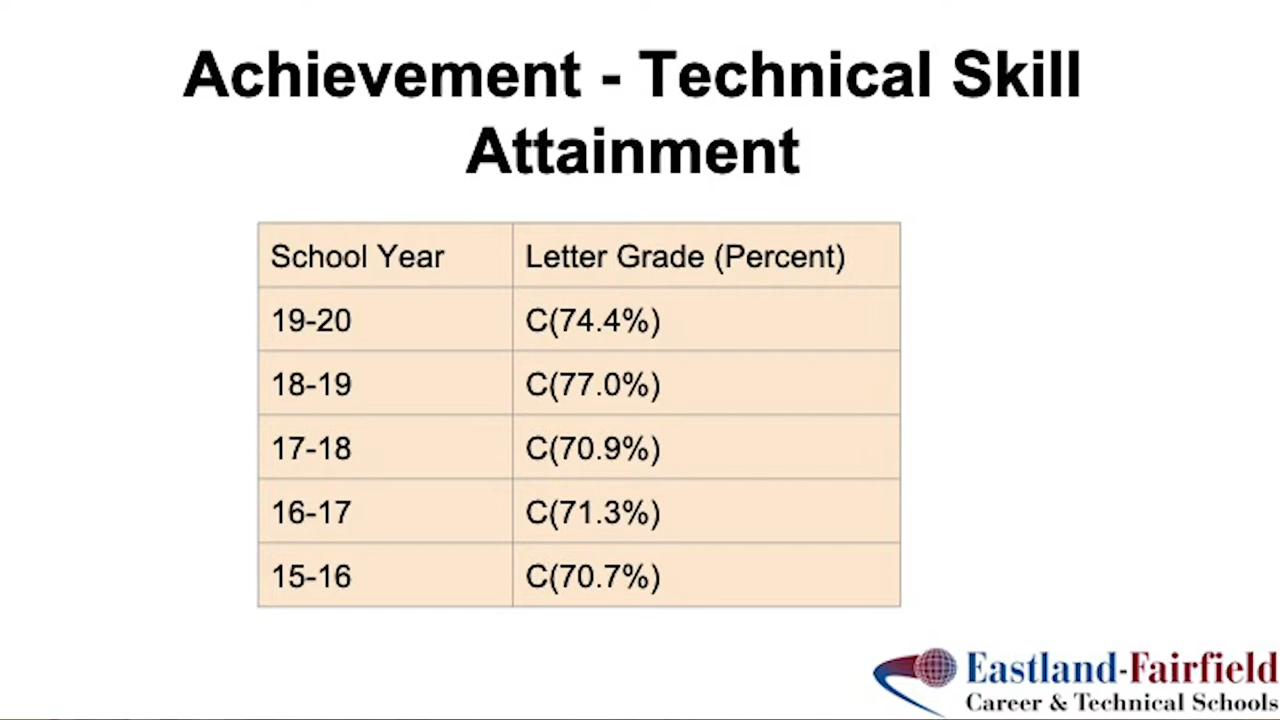 Achievement - Technical Skill
Attainment
School Year Letter Grade (Percent)
19-20 C(74.4%)
18-19 C(77.0%)
17-18 C(70.9%)
16-17 C(71.3%)
15-16 C(70.7%)
Eastland-Fairfield
Career & Technical Schools